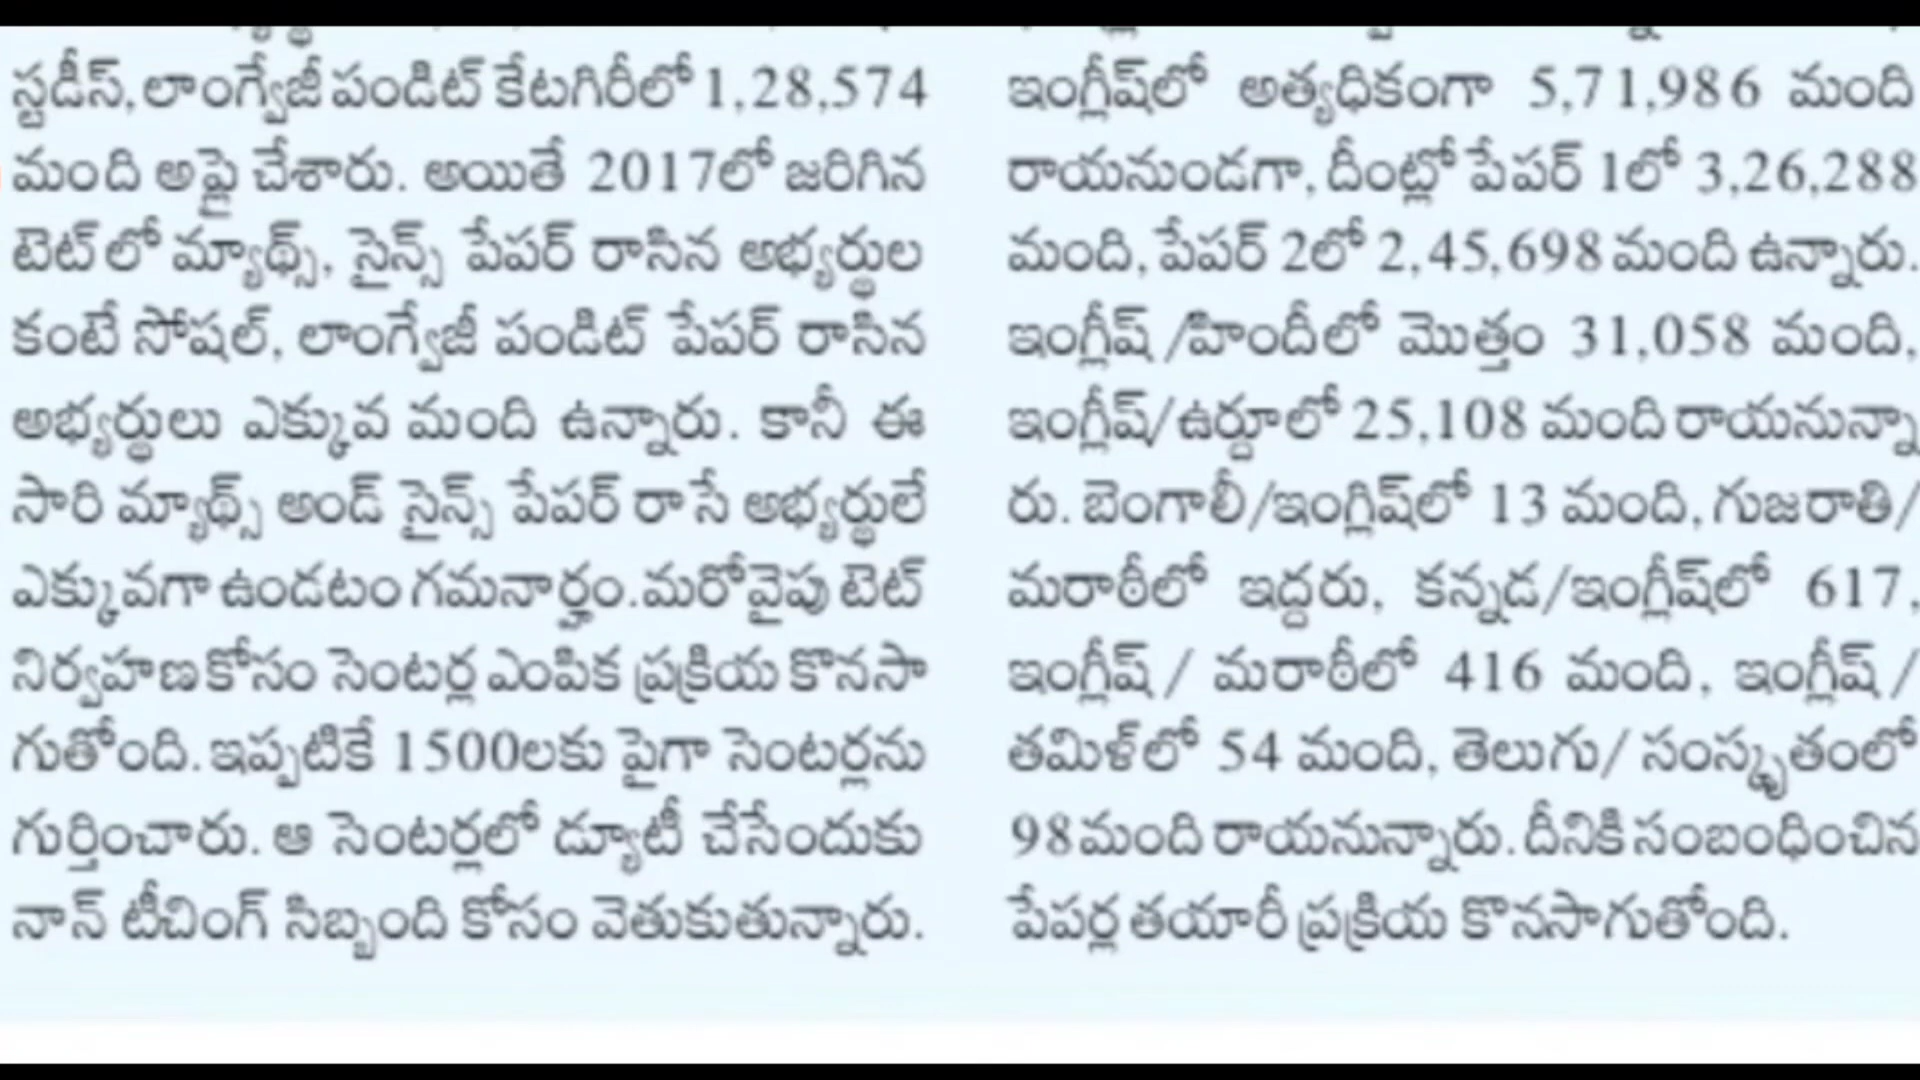 స్టడీస్, లాంగ్వేజీ పండిట్ కేటగిరీలో 1,28,574
మంది అప్లై చేశారు. అయితే 2017లో జరిగిన
టెట్‌లో మ్యాథ్స్, సైన్స్ పేపర్ రాసిన అభ్యర్థుల
కంటే సోషల్, లాంగ్వేజీ పండిట్ పేపర్ రాసిన
అభ్యర్థులు ఎక్కువ మంది ఉన్నారు. కానీ ఈ
సారి మ్యాథ్స్ అండ్ సైన్స్ పేపర్ రాసే అభ్యర్థులే
ఎక్కువగా ఉండటం గమనార్హం. మరోవైపు టెట్
నిర్వహణ కోసం సెంటర్ల ఎంపిక ప్రక్రియ కొనసా
గుతోంది. ఇప్పటికే 1500లకు పైగా సెంటర్లను
గుర్తించారు. ఆ సెంటర్లలో డ్యూటీ చేసేందుకు
నాన్ టీచింగ్ సిబ్బంది కోసం వెతుకుతున్నారు.
ఇంగ్లీష్‌లో అత్యధికంగా 5,71,986 మంది
రాయనుండగా, దీంట్లో పేపర్ 1లో 3,26,288
మంది, పేపర్ 2లో 2,45,698 మంది ఉన్నారు.
ఇంగ్లీష్ /హిందీలో మొత్తం 31,058 మంది,
ఇంగ్లీష్/ఉర్దూలో 25,108 మంది రాయనున్నా
రు. బెంగాలీ/ఇంగ్లిష్‌లో 13 మంది, గుజరాతి/
మరాఠీలో ఇద్దరు, కన్నడ/ఇంగ్లీష్‌లో 617,
ఇంగ్లీష్ / మరాఠీలో 416 మంది, ఇంగ్లీష్ /
తమిళ్‌లో 54 మంది, తెలుగు/ సంస్కృతంలో
98 మంది రాయనున్నారు. దీనికి సంబంధించిన
పేపర్ల తయారీ ప్రక్రియ కొనసాగుతోంది.